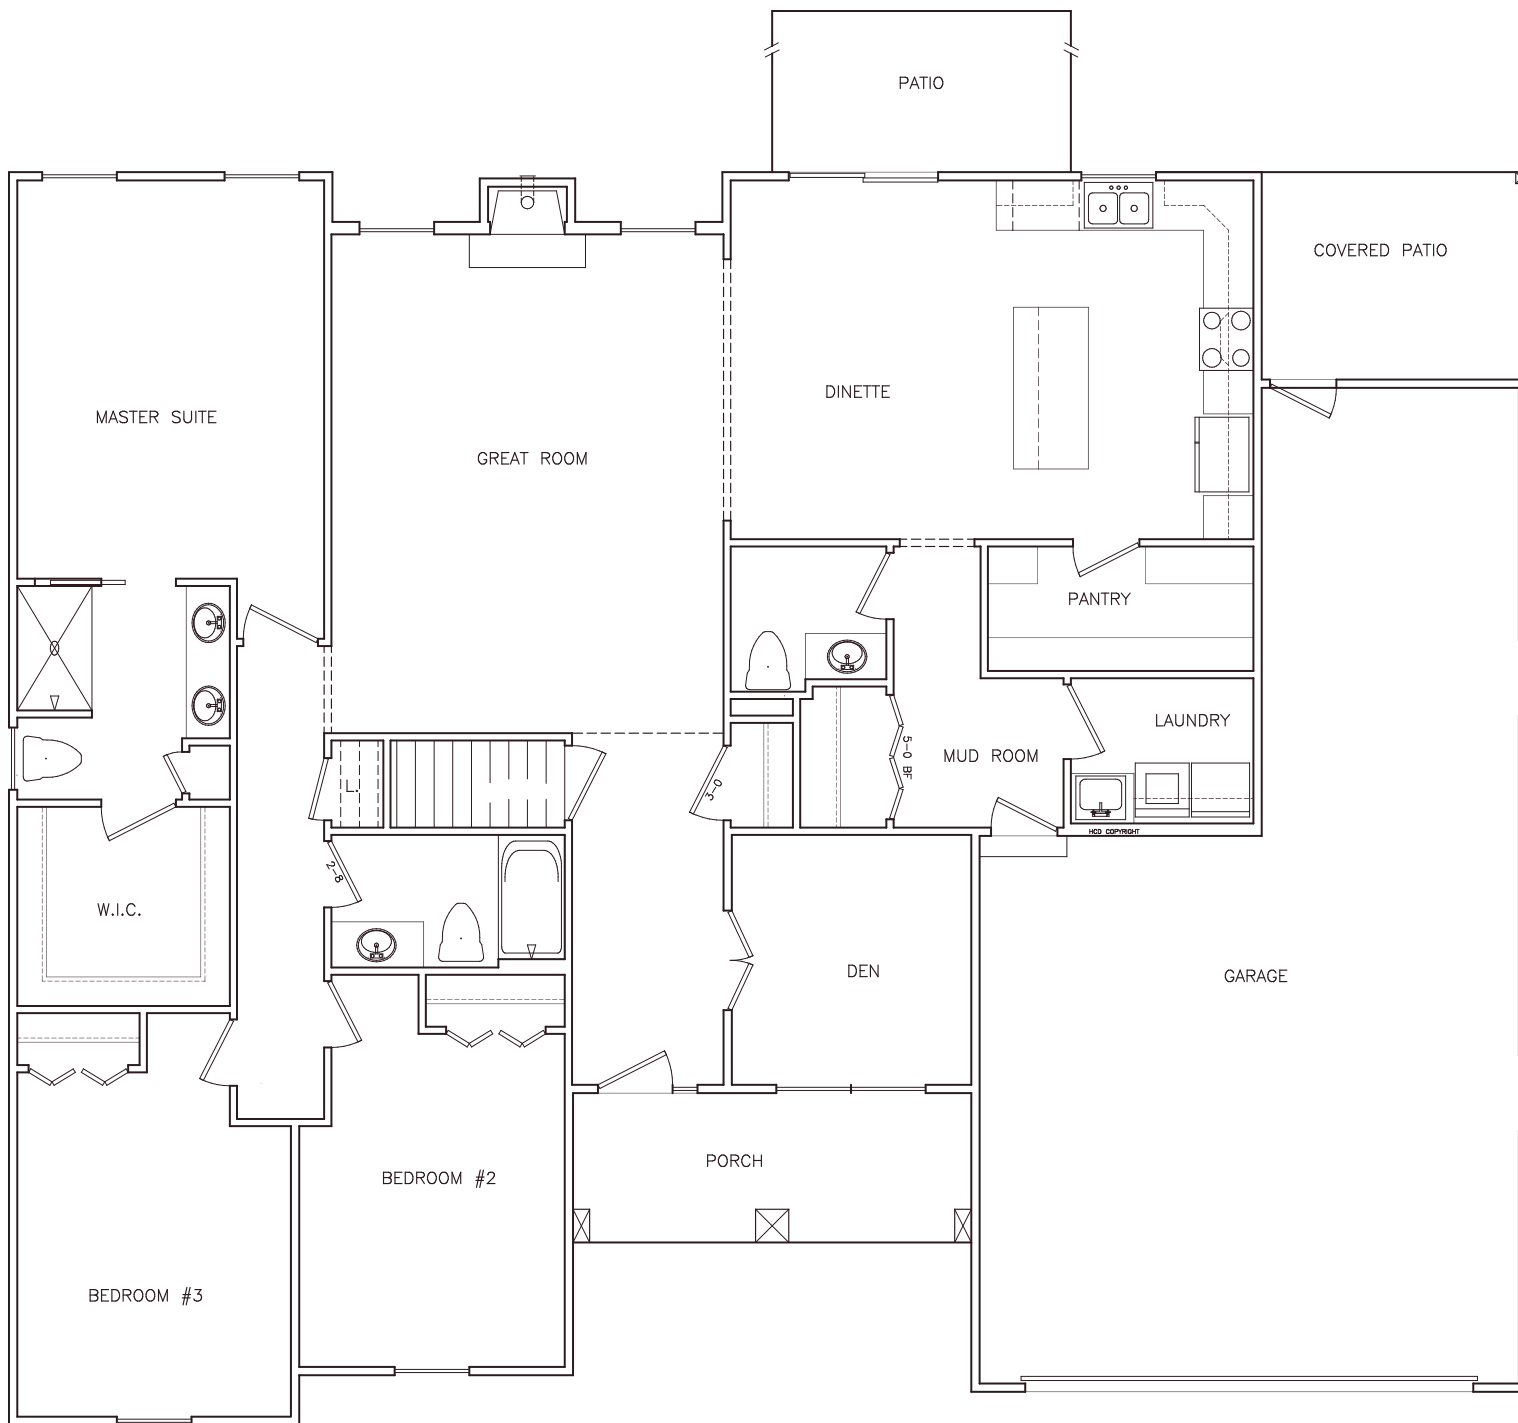 PATIO
COVERED PATIO
DINETTE
MASTER SUITE
GREAT ROOM
PANTRY
LAUNDRY
MUD ROOM
5-0 BF
L.
3-0
HCD COPYRIGHT
2-8
W.I.C.
DEN
GARAGE
PORCH
BEDROOM #2
BEDROOM #3